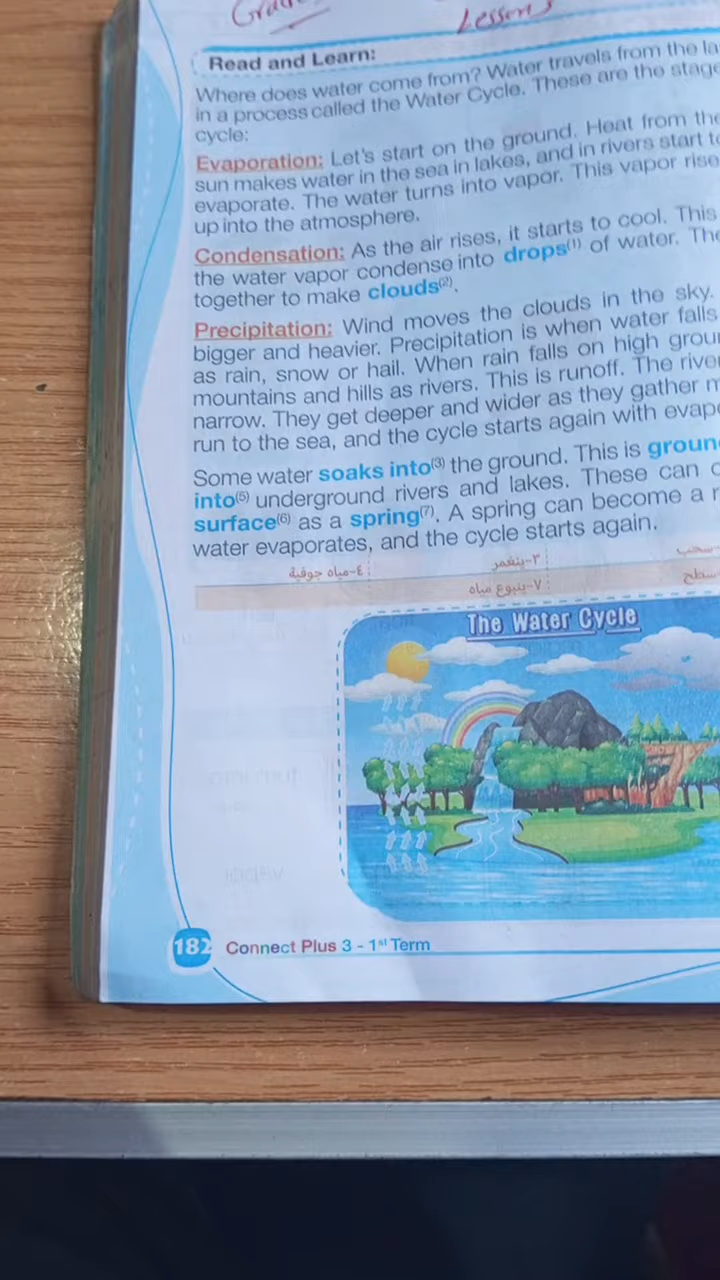 Lesson 3
Read and Learn:
Where does water come from? Water travels from the la
in a process called the Water Cycle. These are the stage
cycle:
Evaporation: Let's start on the ground. Heat from the
sun makes water in the sea in lakes, and in rivers start to
evaporate. The water turns into vapor. This vapor rise
up into the atmosphere.
Condensation: As the air rises, it starts to cool. This
the water vapor condense into drops(1) of water. The
together to make clouds(2).
Precipitation: Wind moves the clouds in the sky.
bigger and heavier. Precipitation is when water falls
as rain, snow or hail. When rain falls on high grou
mountains and hills as rivers. This is runoff. The rive
narrow. They get deeper and wider as they gather m
run to the sea, and the cycle starts again with evap
Some water soaks into(3) the ground. This is groun
into(5) underground rivers and lakes. These can c
surface(6) as a spring(7). A spring can become a r
water evaporates, and the cycle starts again.
٣-ينغمر ٤-مياه جوفية
سطح ٧-ينبوع مياه
The Water Cycle
182 Connect Plus 3 - 1st Term